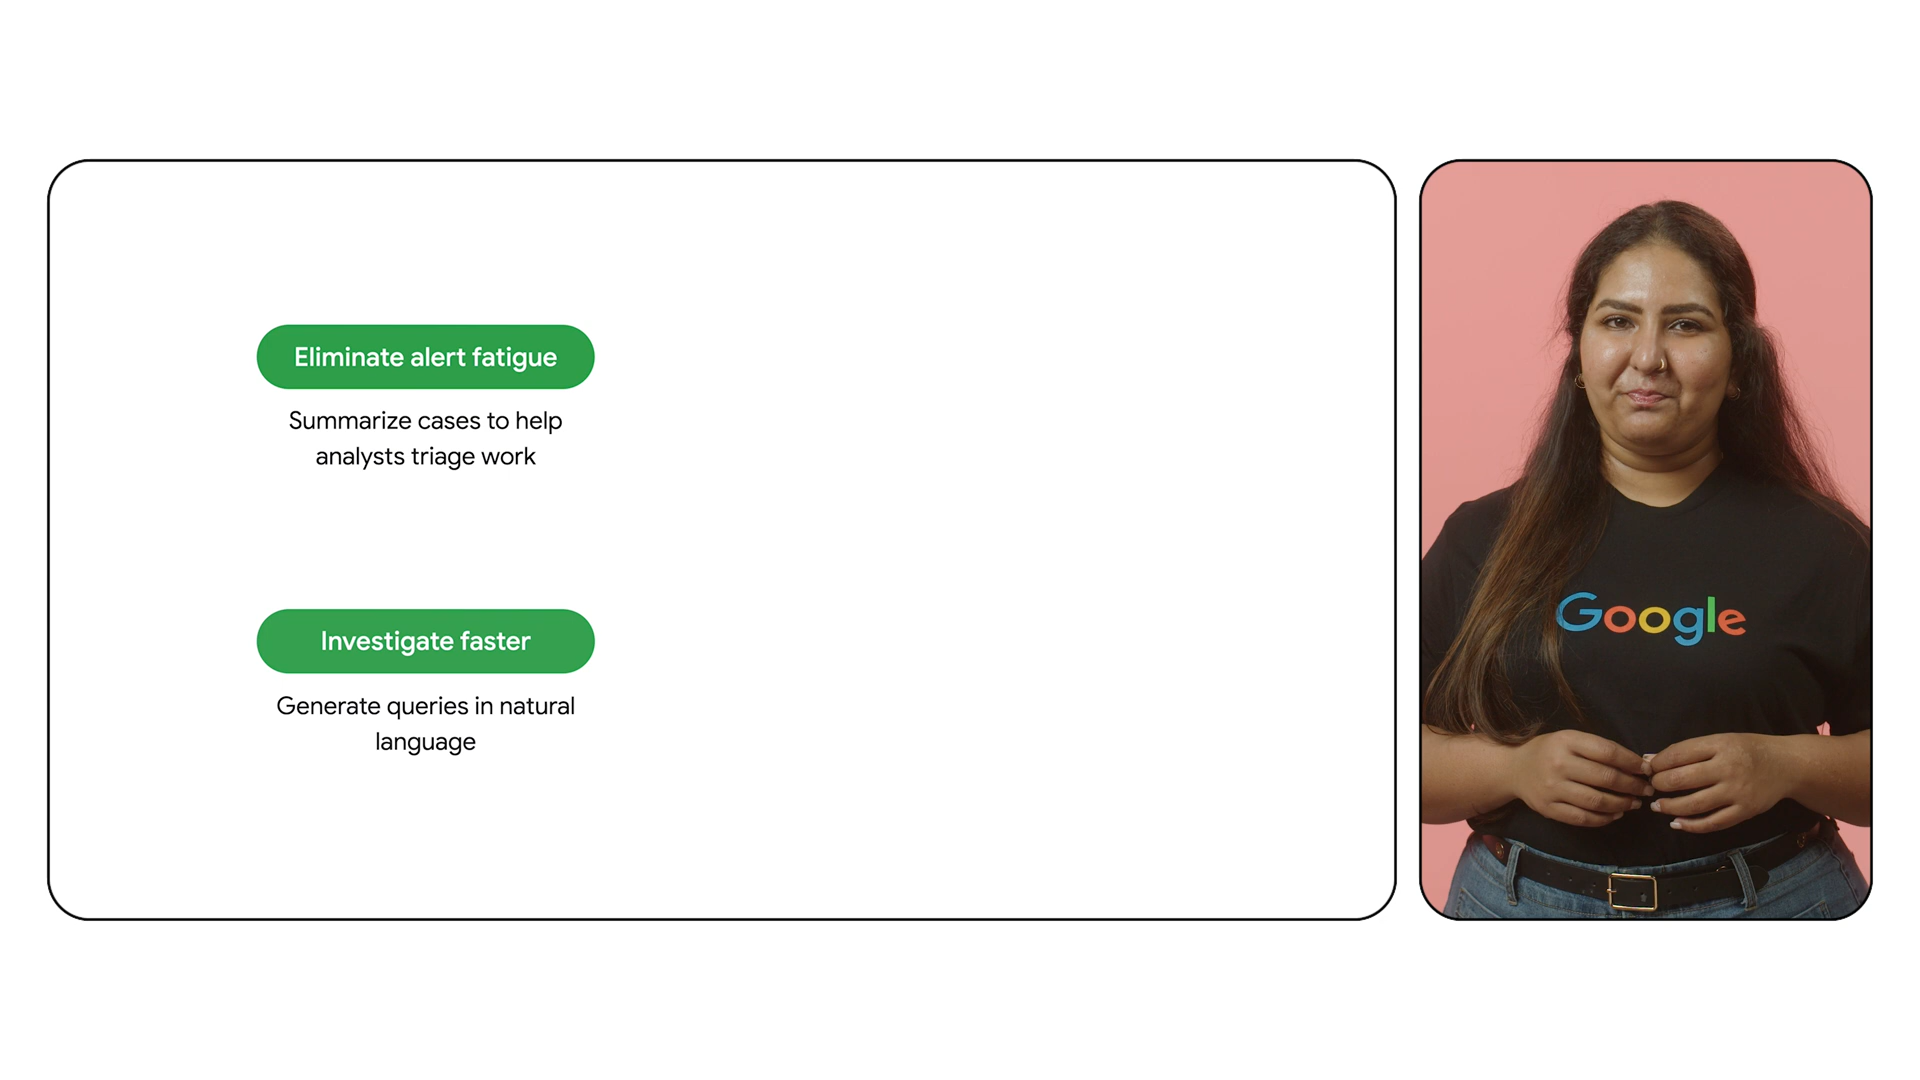 Eliminate alert fatigue
Summarize cases to help
analysts triage work
Investigate faster
Generate queries in natural
language
Google